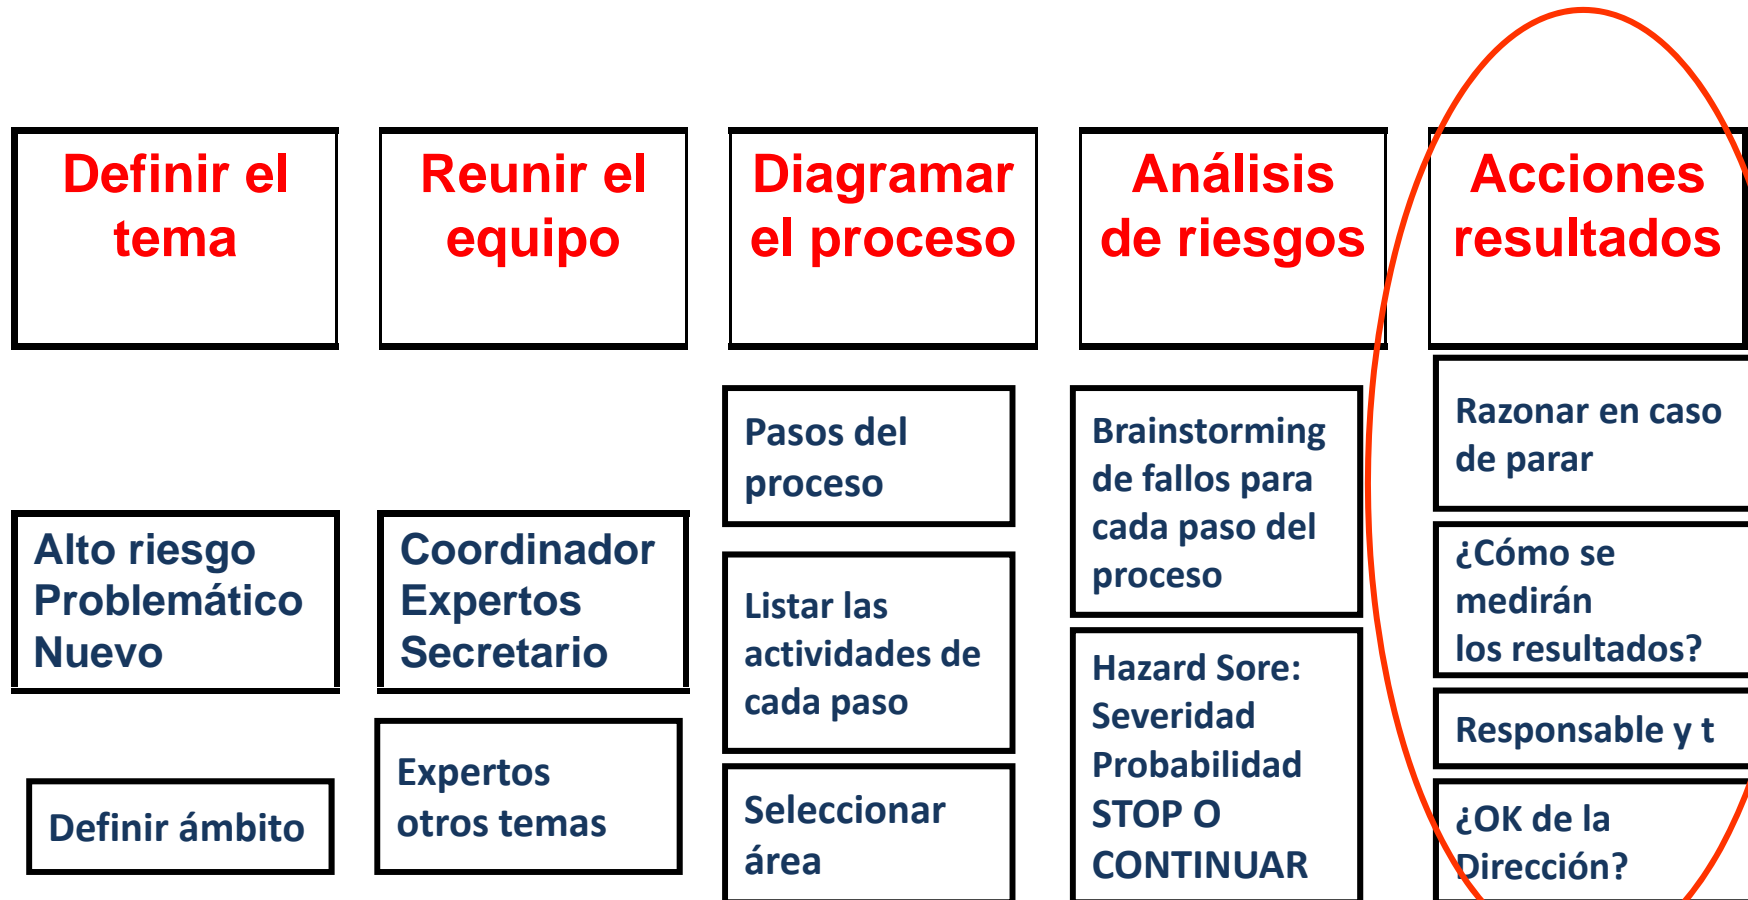 Definir el
tema
Reunir el
equipo
Diagramar
el proceso
Análisis
de riesgos
Acciones
resultados
Alto riesgo
Problemático
Nuevo
Definir ámbito
Coordinador
Expertos
Secretario
Expertos
otros temas
Pasos del
proceso
Listar las
actividades de
cada paso
Seleccionar
área
Brainstorming
de fallos para
cada paso del
proceso
Hazard Sore:
Severidad
Probabilidad
STOP O
CONTINUAR
Razonar en caso
de parar
¿Cómo se
medirán
los resultados?
Responsable y t
¿OK de la
Dirección?